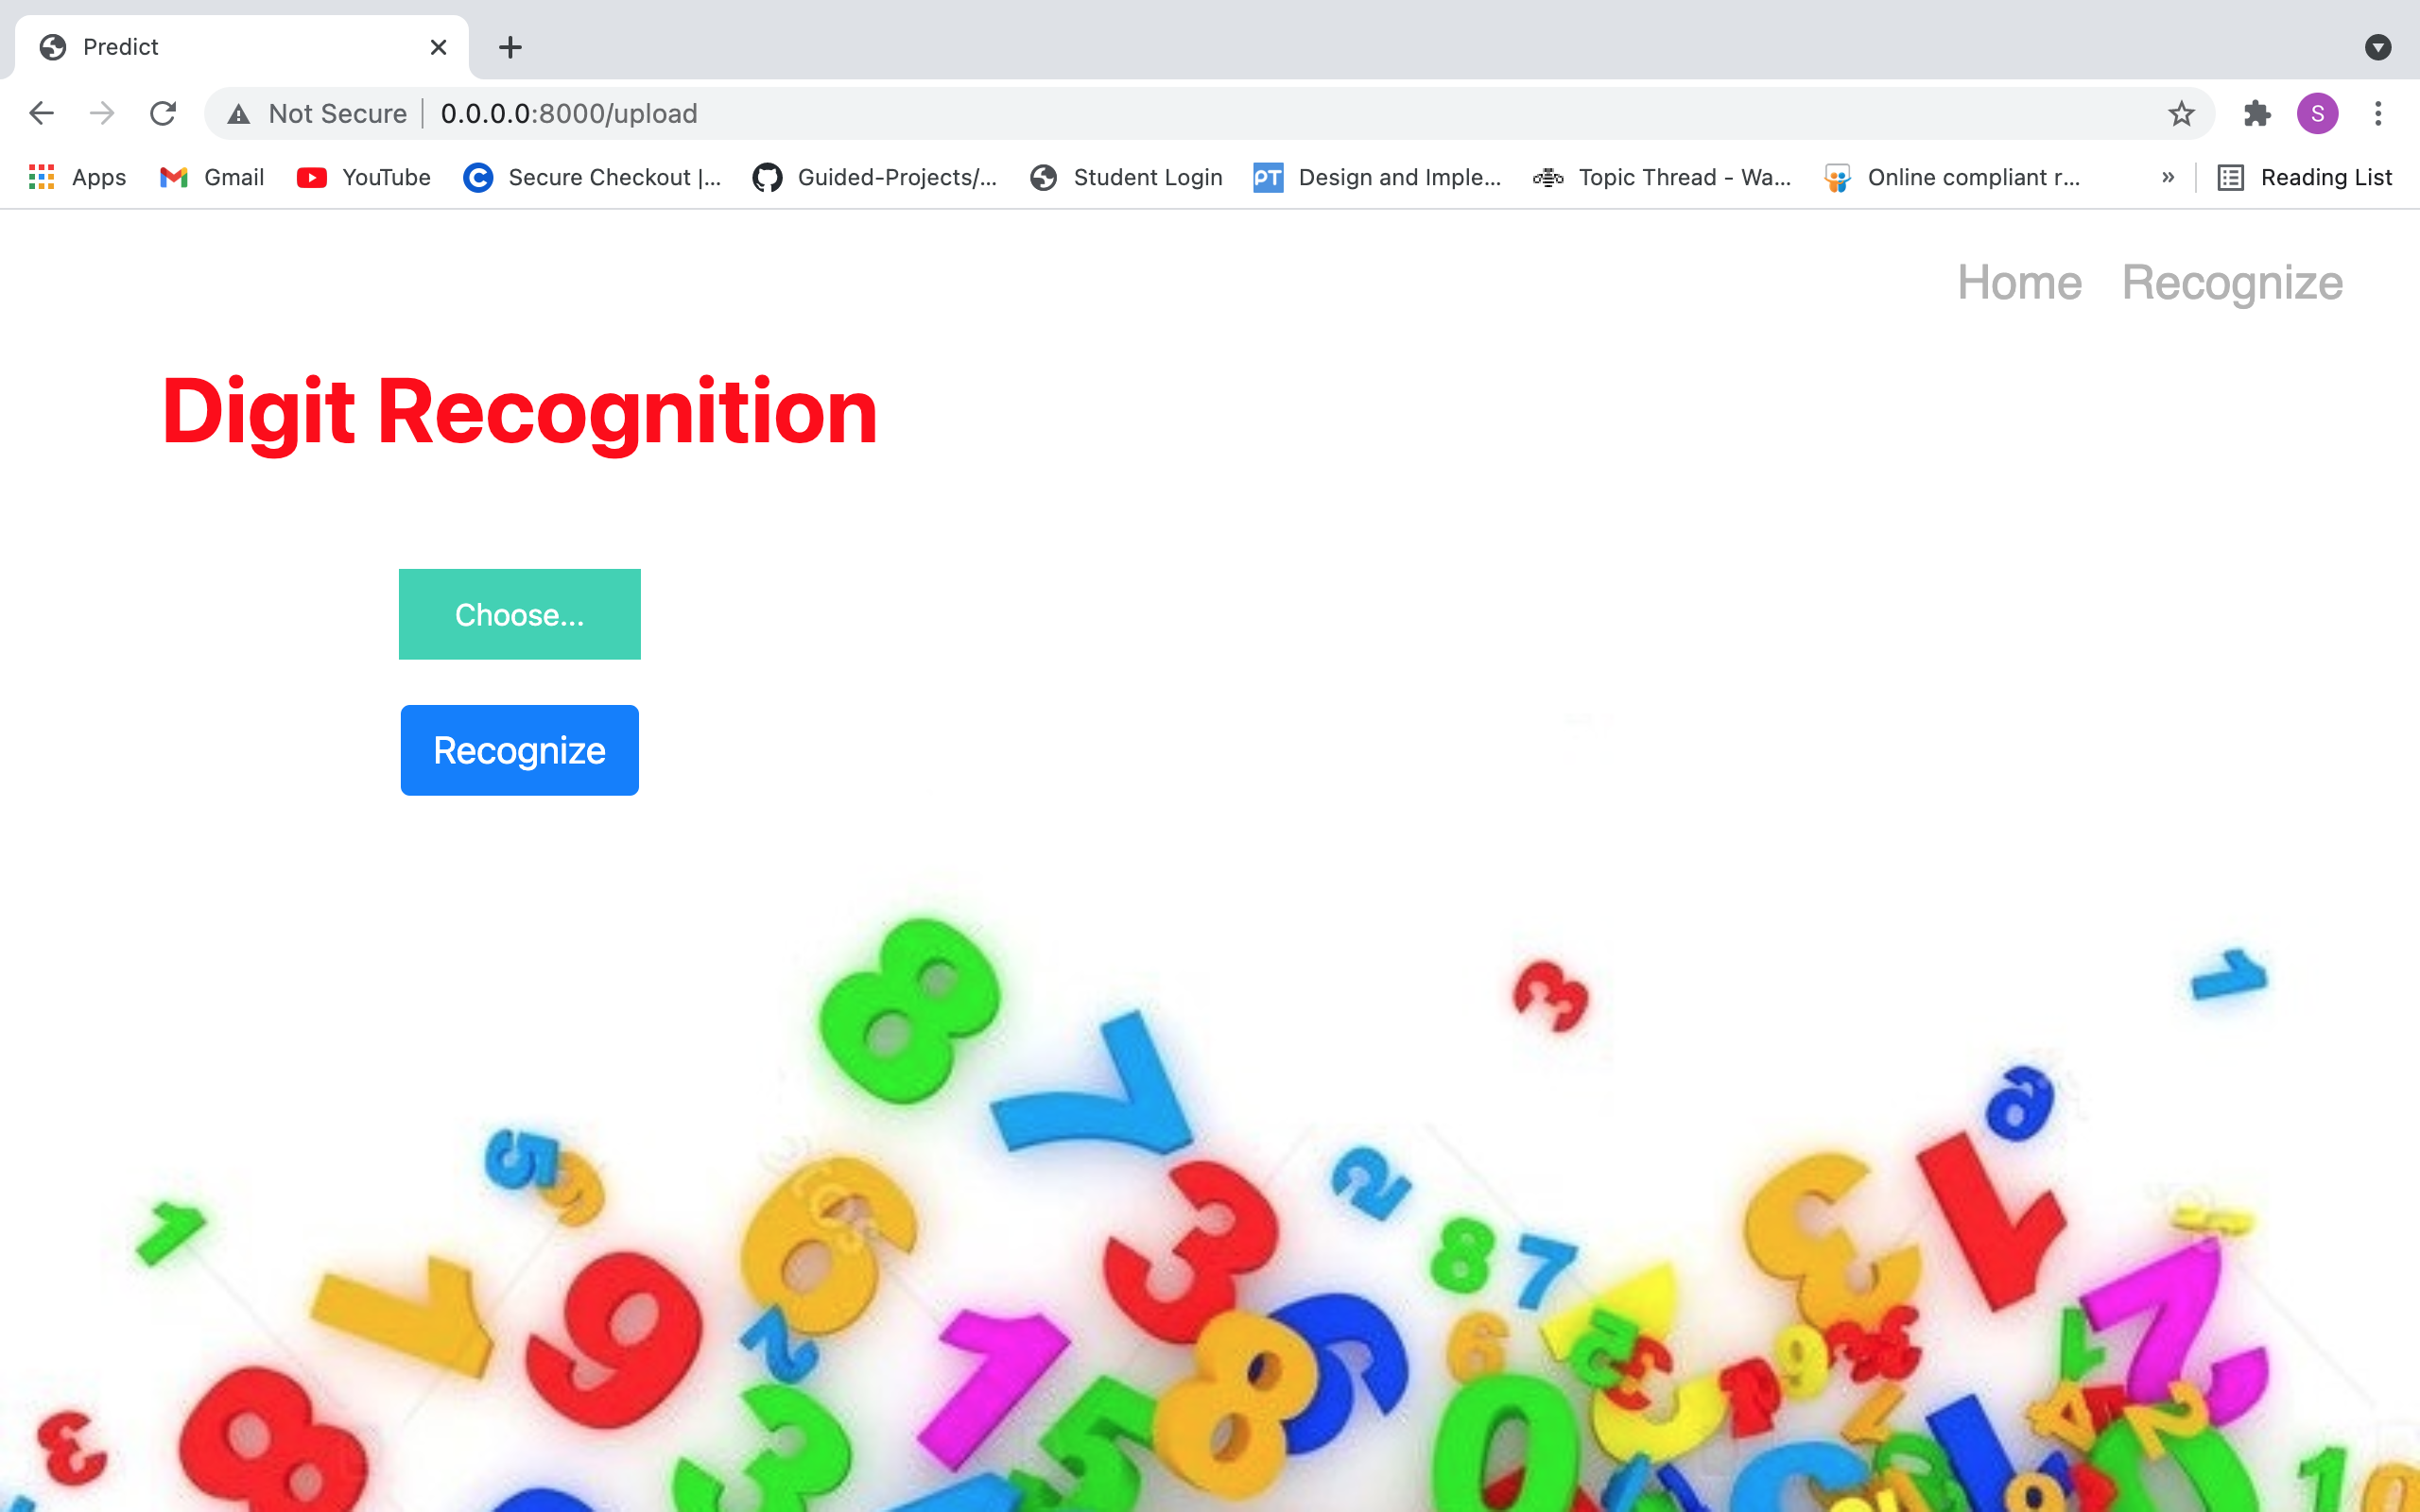 Predict
Not Secure 0.0.0.0:8000/upload
S
Apps Gmail YouTube Secure Checkout |... Guided-Projects/... Student Login Design and Imple... Topic Thread - Wa... Online compliant r... » Reading List
Home Recognize
Digit Recognition
Choose...
Recognize